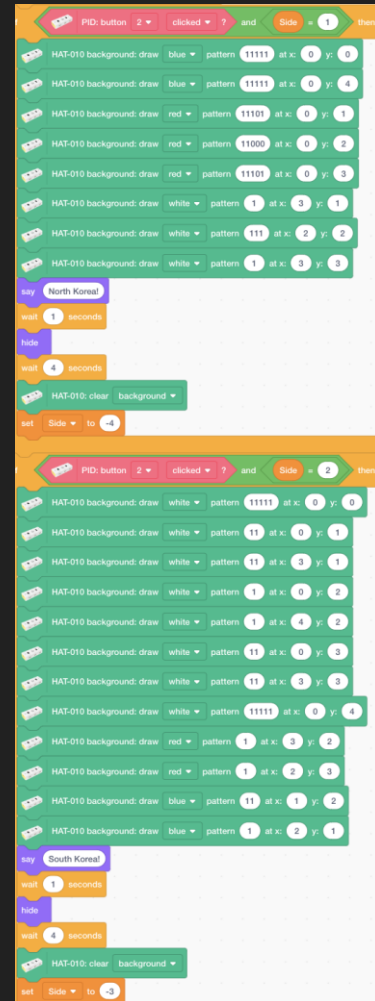 if PID: button 2 clicked ? and Side = 1 then
HAT-010 background: draw blue pattern 11111 at x: 0 y: 0
HAT-010 background: draw blue pattern 11111 at x: 0 y: 4
HAT-010 background: draw red pattern 11101 at x: 0 y: 1
HAT-010 background: draw red pattern 11000 at x: 0 y: 2
HAT-010 background: draw red pattern 11101 at x: 0 y: 3
HAT-010 background: draw white pattern 1 at x: 3 y: 1
HAT-010 background: draw white pattern 111 at x: 2 y: 2
HAT-010 background: draw white pattern 1 at x: 3 y: 3
say North Korea!
wait 1 seconds
hide
wait 4 seconds
HAT-010: clear background
set Side to -4
if PID: button 2 clicked ? and Side = 2 then
HAT-010 background: draw white pattern 11111 at x: 0 y: 0
HAT-010 background: draw white pattern 11 at x: 0 y: 1
HAT-010 background: draw white pattern 11 at x: 3 y: 1
HAT-010 background: draw white pattern 1 at x: 0 y: 2
HAT-010 background: draw white pattern 1 at x: 4 y: 2
HAT-010 background: draw white pattern 11 at x: 0 y: 3
HAT-010 background: draw white pattern 11 at x: 3 y: 3
HAT-010 background: draw white pattern 11111 at x: 0 y: 4
HAT-010 background: draw red pattern 1 at x: 3 y: 2
HAT-010 background: draw red pattern 1 at x: 2 y: 3
HAT-010 background: draw blue pattern 11 at x: 1 y: 2
HAT-010 background: draw blue pattern 1 at x: 2 y: 1
say South Korea!
wait 1 seconds
hide
wait 4 seconds
HAT-010: clear background
set Side to -3